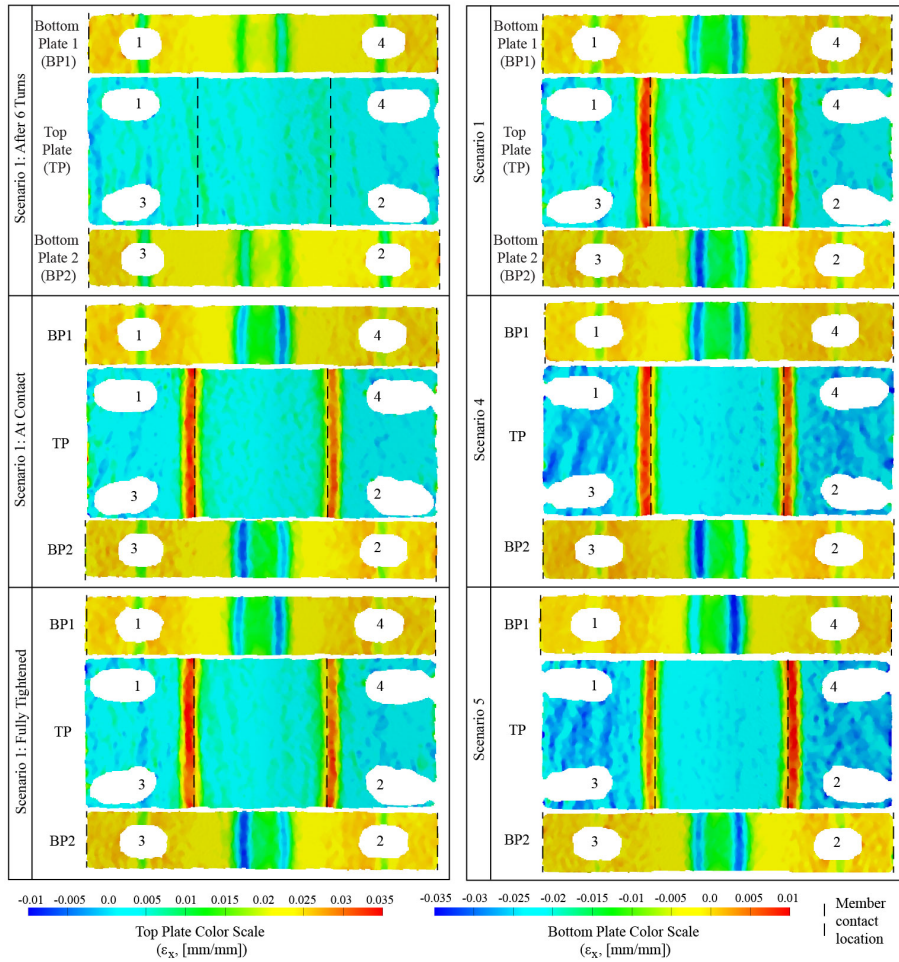 Scenario 1: After 6 Turns
Bottom
Plate 1
(BP1)
1
4
Top
Plate
(TP)
1
4
3
2
Bottom
Plate 2
(BP2)
3
2
Scenario 1: At Contact
BP1
1
4
TP
1
4
3
2
BP2
3
2
Scenario 1: Fully Tightened
BP1
1
4
TP
1
4
3
2
BP2
3
2
Scenario 1
Bottom
Plate 1
(BP1)
1
4
Top
Plate
(TP)
1
4
3
2
Bottom
Plate 2
(BP2)
3
2
Scenario 4
BP1
1
4
TP
1
4
3
2
BP2
3
2
Scenario 5
BP1
1
4
TP
1
4
3
2
BP2
3
2
-0.01 0.0 0.005 0.01 0.018 0.02 0.025 0.03 0.035
Top Plate Color Scale
(εx, [mm/mm])
-0.035 -0.03 -0.025 -0.02 -0.015 -0.01 0.0 0.005 0.01
Bottom Plate Color Scale
(εx, [mm/mm])
Member
contact
location